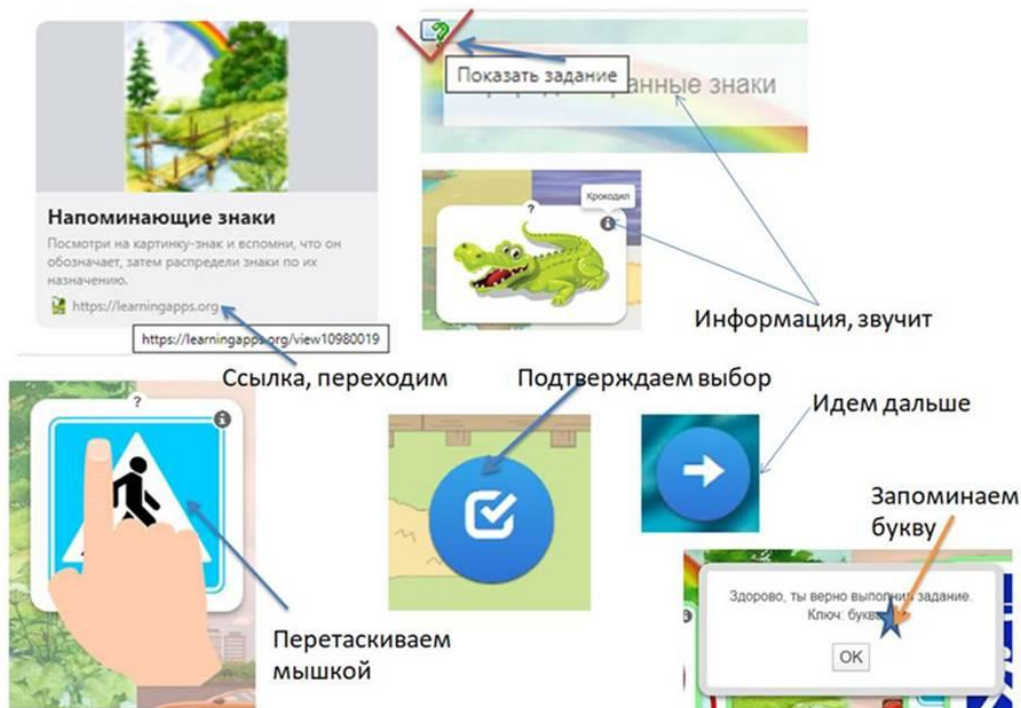 Показать задание
анные знаки
Напоминающие знаки
Посмотри на картинку-знак и вспомни, что он
обозначает, затем распредели знаки по их
назначению.
https://learningapps.org
https://learningapps.org/view10980019
?
Крокодил
i
Информация, звучит
Ссылка, переходим
Подтверждаем выбор
Идем дальше
?
i
Перетаскиваем
мышкой
Запоминаем
букву
Здорово, ты верно выполнил задание.
Ключ: буква
OK